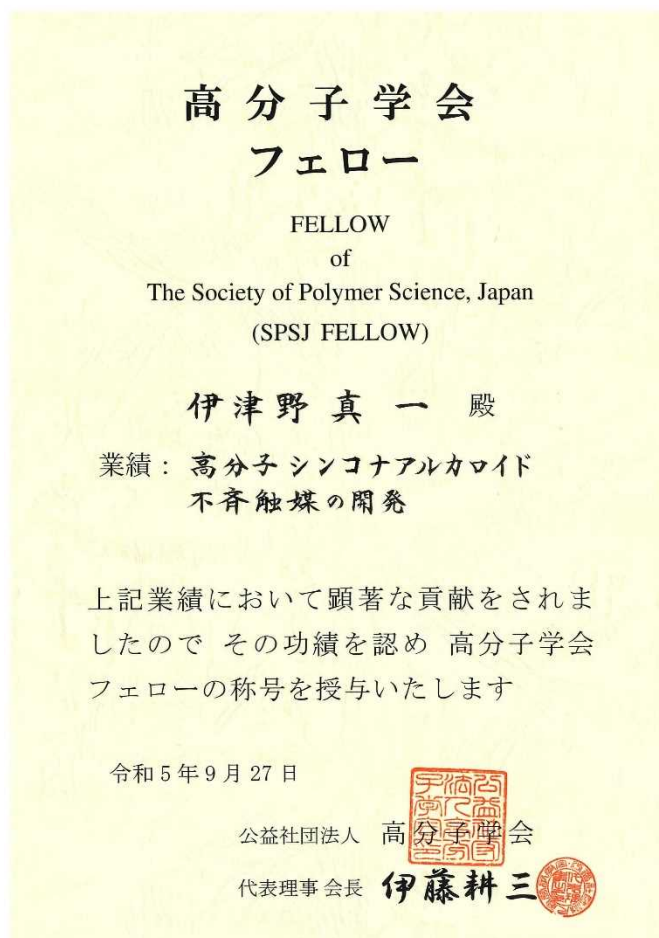 高分子学会
フェロー
FELLOW
of
The Society of Polymer Science, Japan
(SPSJ FELLOW)
伊津野 真 一 殿
業績： 高分子 シンコナアルカロイド
不斉触媒の開発
上記業績において顕著な貢献をされま
したので その功績を認め 高分子学会
フェローの称号を授与いたします
令和5年9月27日
公益社団法人 高分子学会
代表理事 会長 伊藤耕三